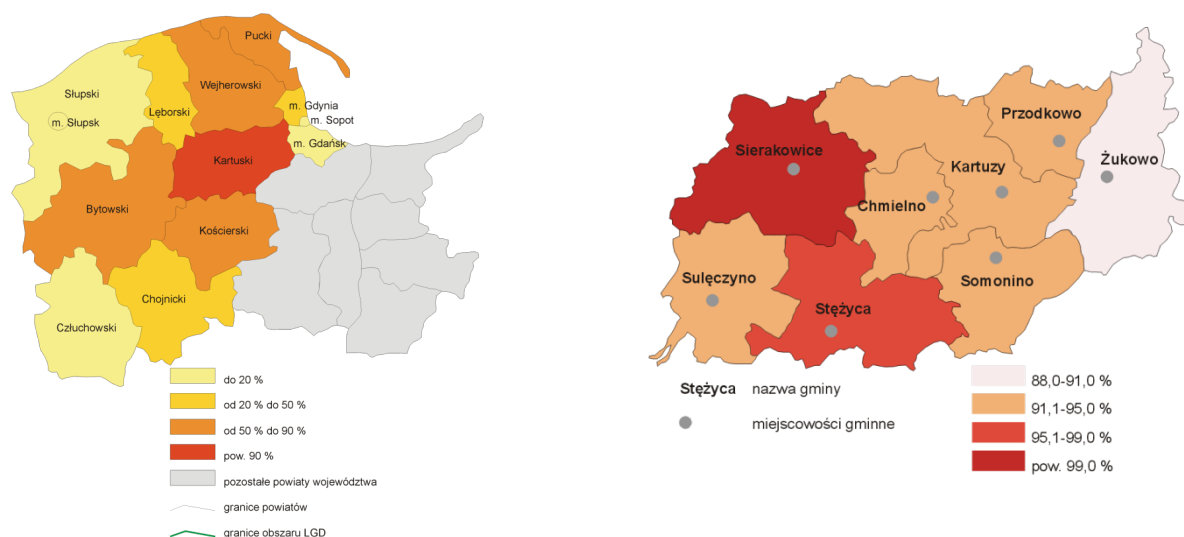 Pucki
Wejherowski
Słupski
Lęborski
m. Gdynia
m. Sopot
m. Słupsk
m. Gdańsk
Kartuski
Bytowski
Kościerski
Chojnicki
Człuchowski
do 20 %
od 20 % do 50 %
od 50 % do 90 %
pow. 90 %
pozostałe powiaty województwa
granice powiatów
granice obszaru LGD
Przodkowo
Sierakowice
Kartuzy
Żukowo
Chmielno
Sulęczyno
Somonino
Stężyca
Stężyca nazwa gminy
miejscowości gminne
88,0-91,0 %
91,1-95,0 %
95,1-99,0 %
pow. 99,0 %